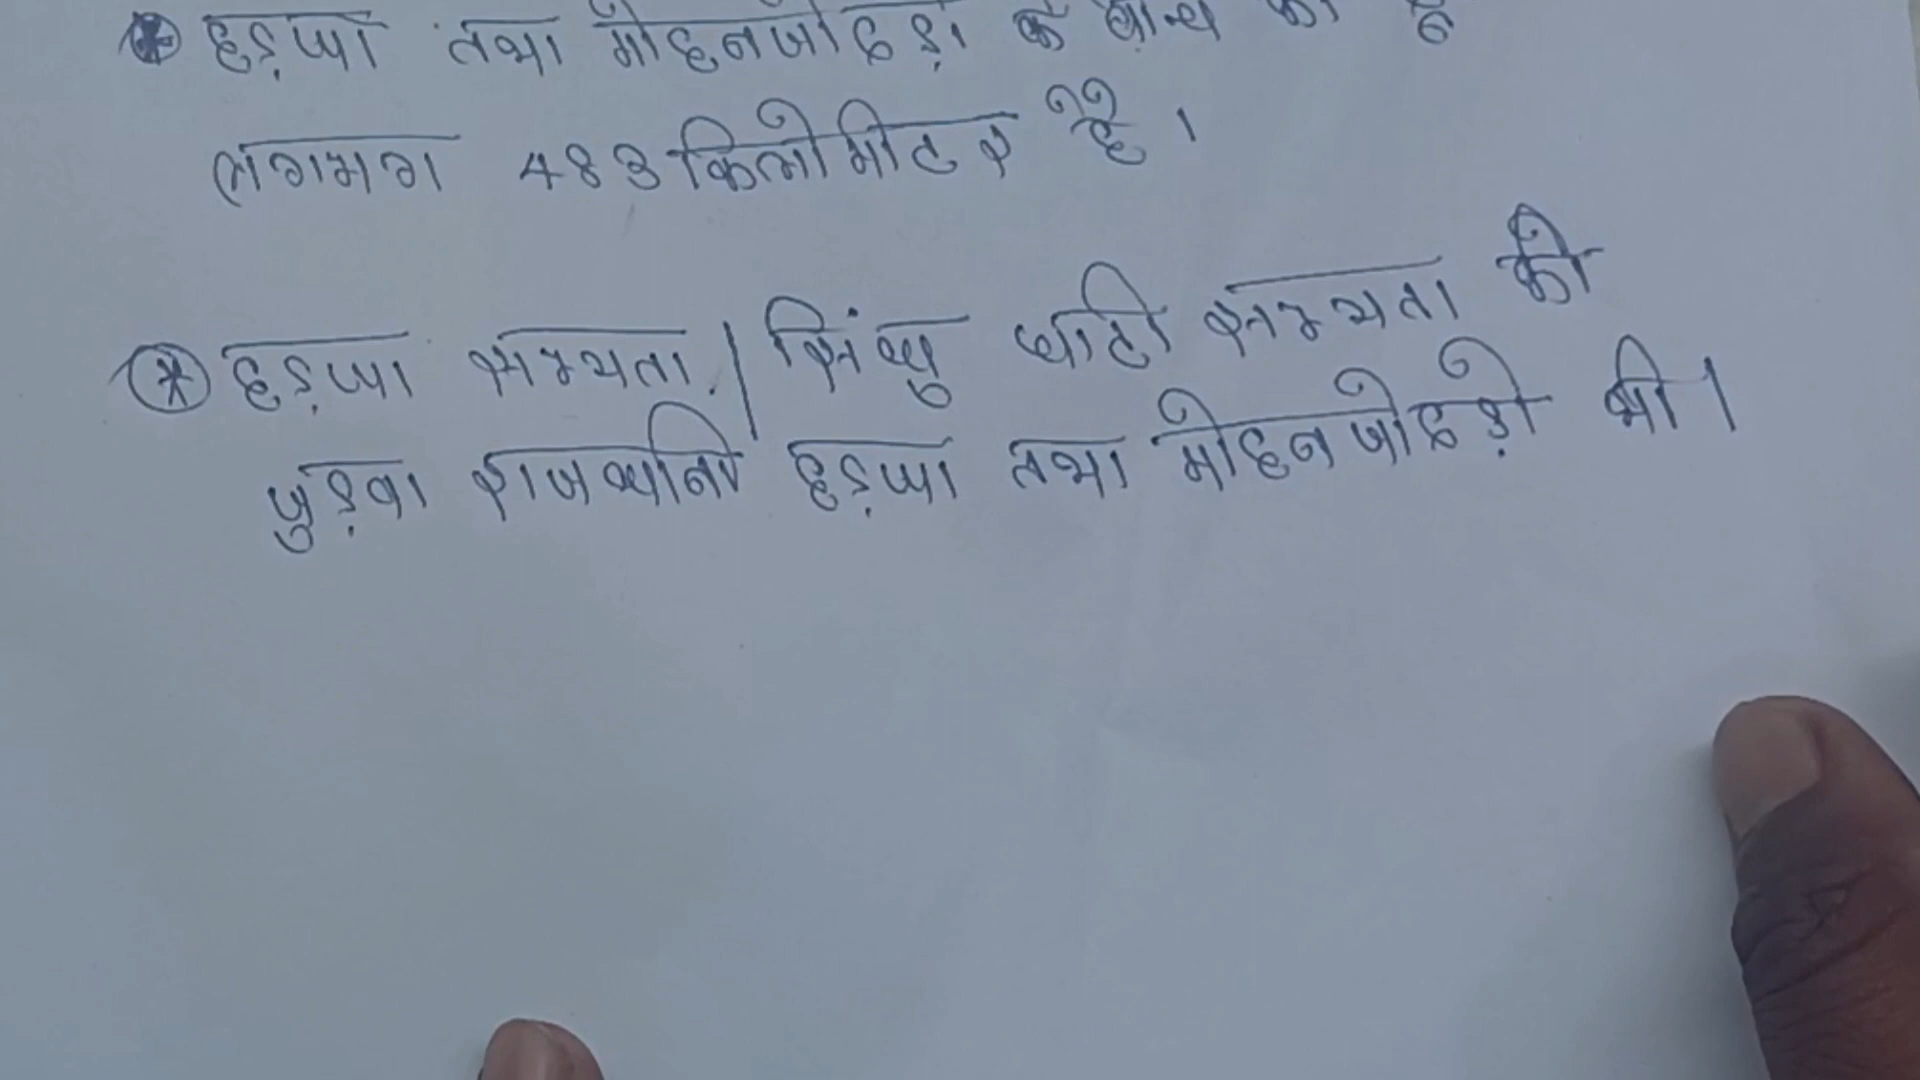 * हड़प्पा तथा मोहनजोदड़ो के बीच की
लगभग 483 किलोमीटर है।
* हड़प्पा सभ्यता / सिंधु घाटी सभ्यता की
जुड़वा राजधानी हड़प्पा तथा मोहनजोदड़ो थी।